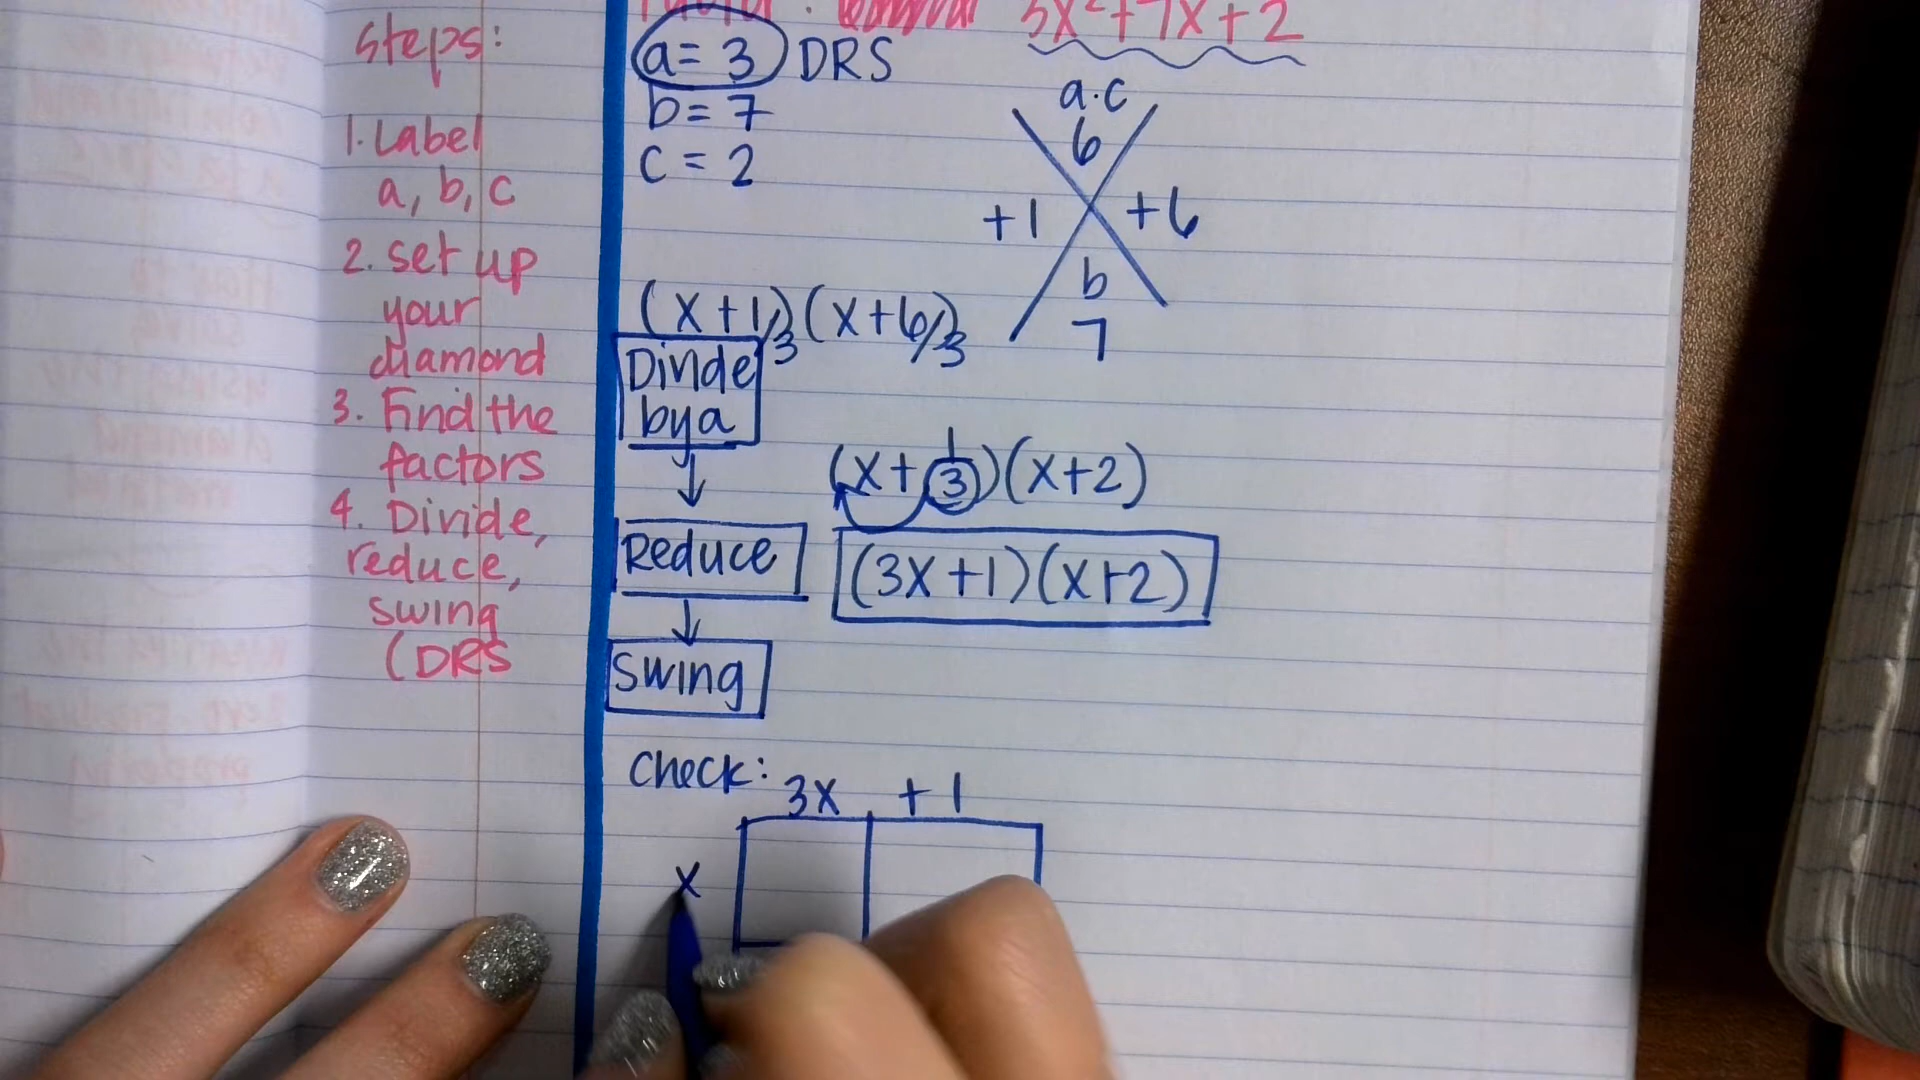 3x²+7x+2
Steps:
1. Label
a, b, c
2. set up
your
diamond
3. Find the
factors
4. Divide,
reduce,
swing
(DRS
a = 3 DRS
b = 7
c = 2
a·c
6
+1 +6
b
7
(x+1/3)(x+6/3)
Divide
by a
(x+1/3)(x+2)
Reduce
(3x+1)(x+2)
Swing
Check:
3x +1
x